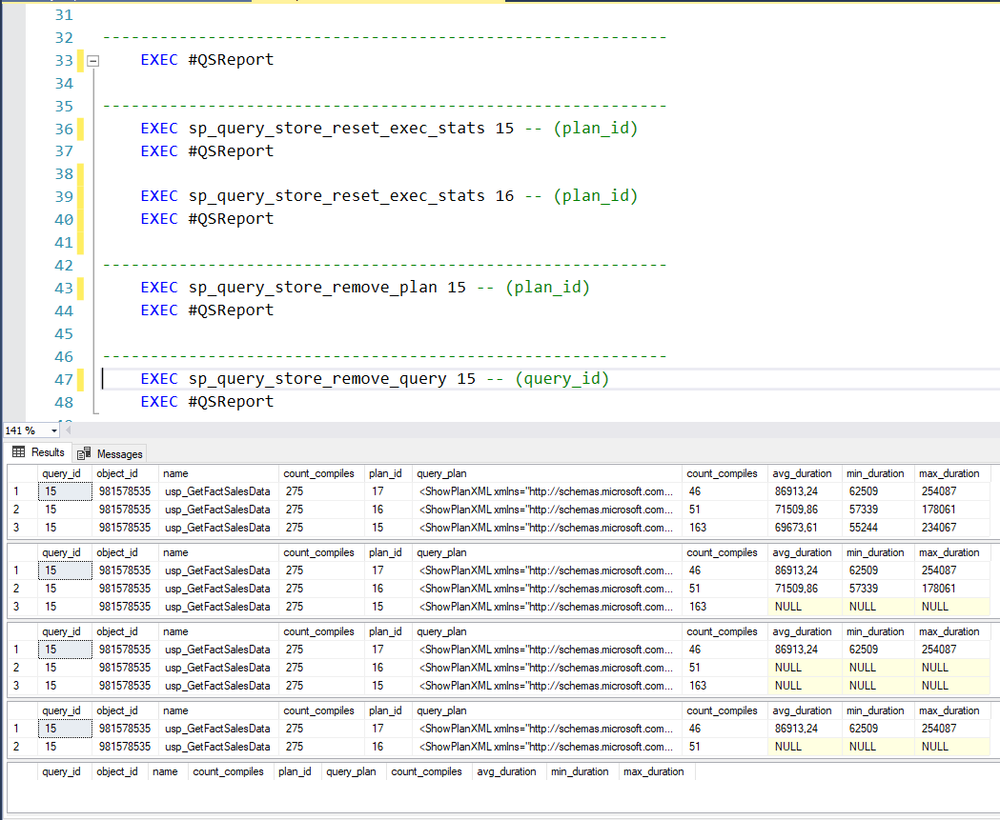 31
32 -----------------------------------------------------------
33 EXEC #QSReport
34
35 -----------------------------------------------------------
36 EXEC sp_query_store_reset_exec_stats 15 -- (plan_id)
37 EXEC #QSReport
38
39 EXEC sp_query_store_reset_exec_stats 16 -- (plan_id)
40 EXEC #QSReport
41
42 -----------------------------------------------------------
43 EXEC sp_query_store_remove_plan 15 -- (plan_id)
44 EXEC #QSReport
45
46 -----------------------------------------------------------
47 EXEC sp_query_store_remove_query 15 -- (query_id)
48 EXEC #QSReport
141 %
Results Messages
query_id object_id name count_compiles plan_id query_plan count_compiles avg_duration min_duration max_duration
1 15 981578535 usp_GetFactSalesData 275 17 <ShowPlanXML xmlns="http://schemas.microsoft.com... 46 86913,24 62509 254087
2 15 981578535 usp_GetFactSalesData 275 16 <ShowPlanXML xmlns="http://schemas.microsoft.com... 51 71509,86 57339 178061
3 15 981578535 usp_GetFactSalesData 275 15 <ShowPlanXML xmlns="http://schemas.microsoft.com... 163 69673,61 55244 234067
query_id object_id name count_compiles plan_id query_plan count_compiles avg_duration min_duration max_duration
1 15 981578535 usp_GetFactSalesData 275 17 <ShowPlanXML xmlns="http://schemas.microsoft.com... 46 86913,24 62509 254087
2 15 981578535 usp_GetFactSalesData 275 16 <ShowPlanXML xmlns="http://schemas.microsoft.com... 51 71509,86 57339 178061
3 15 981578535 usp_GetFactSalesData 275 15 <ShowPlanXML xmlns="http://schemas.microsoft.com... 163 NULL NULL NULL
query_id object_id name count_compiles plan_id query_plan count_compiles avg_duration min_duration max_duration
1 15 981578535 usp_GetFactSalesData 275 17 <ShowPlanXML xmlns="http://schemas.microsoft.com... 46 86913,24 62509 254087
2 15 981578535 usp_GetFactSalesData 275 16 <ShowPlanXML xmlns="http://schemas.microsoft.com... 51 NULL NULL NULL
3 15 981578535 usp_GetFactSalesData 275 15 <ShowPlanXML xmlns="http://schemas.microsoft.com... 163 NULL NULL NULL
query_id object_id name count_compiles plan_id query_plan count_compiles avg_duration min_duration max_duration
1 15 981578535 usp_GetFactSalesData 275 17 <ShowPlanXML xmlns="http://schemas.microsoft.com... 46 86913,24 62509 254087
2 15 981578535 usp_GetFactSalesData 275 16 <ShowPlanXML xmlns="http://schemas.microsoft.com... 51 NULL NULL NULL
query_id object_id name count_compiles plan_id query_plan count_compiles avg_duration min_duration max_duration